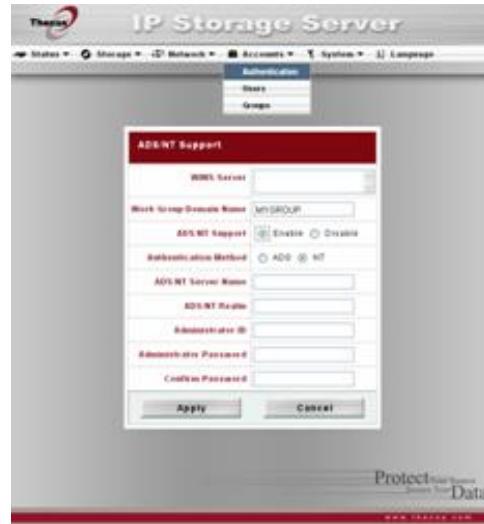 Thecus
IP Storage Server
Status Storage Network Accounts System Language
Authentication
Users
Groups
ADS/NT Support
WINS Server
Work Group/Domain Name MYGROUP
ADS/NT Support Enable Disable
Authentication Method ADS NT
ADS/NT Server Name
ADS/NT Realm
Administrator ID
Administrator Password
Confirm Password
Apply Cancel
Protect
Data
www.thecus.com